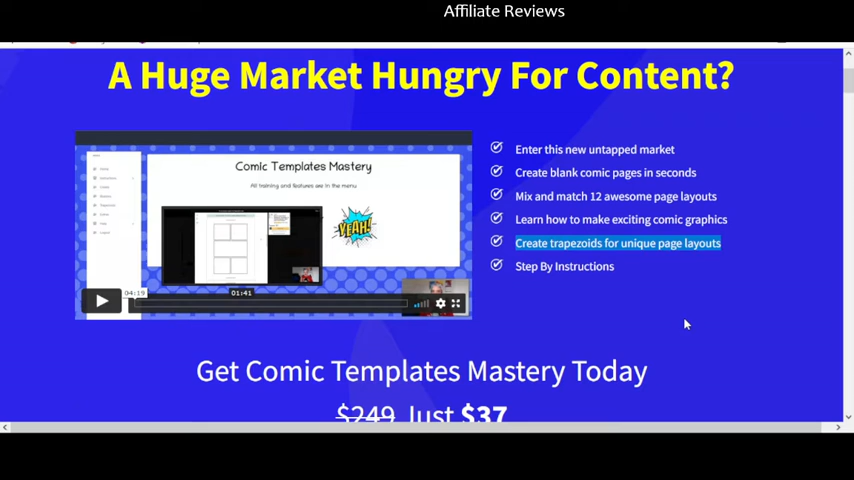 Affiliate Reviews
A Huge Market Hungry For Content?
Comic Templates Mastery
All training and features are in the menu
YEAH!
04:19
01:41
Enter this new untapped market
Create blank comic pages in seconds
Mix and match 12 awesome page layouts
Learn how to make exciting comic graphics
Create trapezoids for unique page layouts
Step By Instructions
Get Comic Templates Mastery Today
$249 Just $37